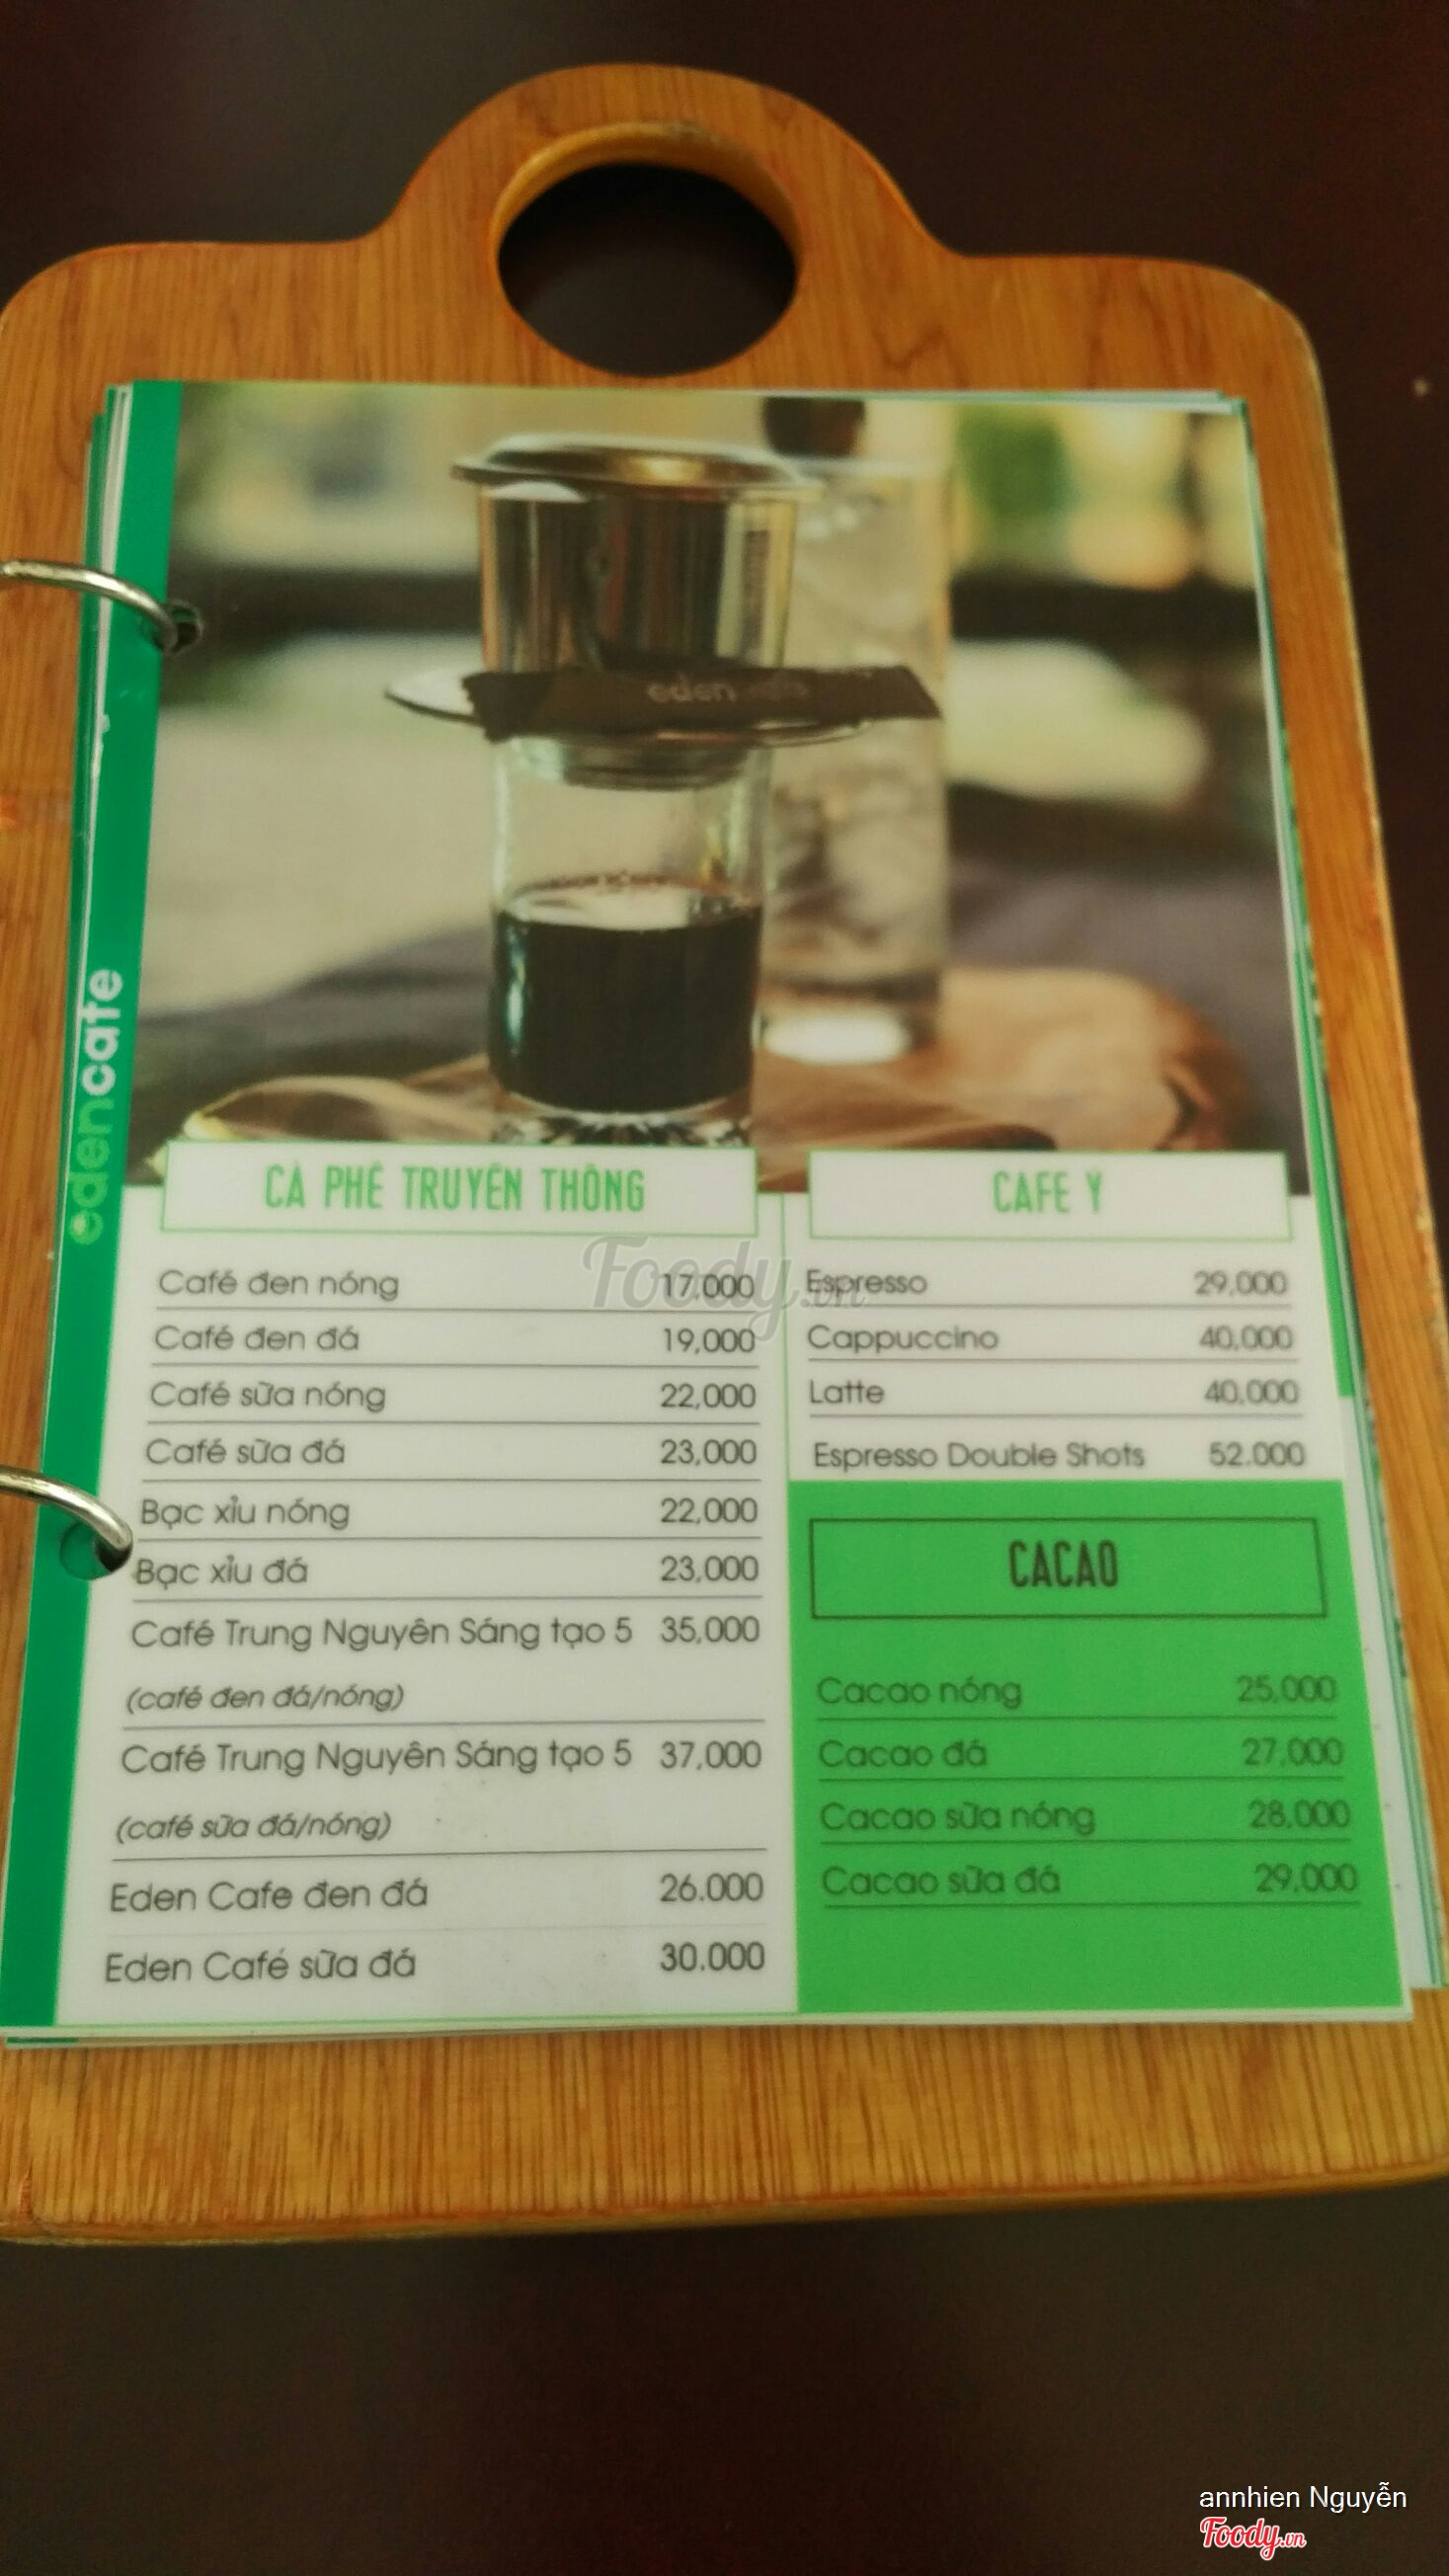 eden cafe
edencafe
CÀ PHÊ TRUYỀN THỐNG
Café đen nóng 17,000
Café đen đá 19,000
Café sữa nóng 22,000
Café sữa đá 23,000
Bạc xỉu nóng 22,000
Bạc xỉu đá 23,000
Café Trung Nguyên Sáng tạo 5 35,000
(café đen đá/nóng)
Café Trung Nguyên Sáng tạo 5 37,000
(café sữa đá/nóng)
Eden Cafe đen đá 26.000
Eden Café sữa đá 30.000
CAFE Ý
Espresso 29,000
Cappuccino 40,000
Latte 40,000
Espresso Double Shots 52.000
CACAO
Cacao nóng 25,000
Cacao đá 27,000
Cacao sữa nóng 28,000
Cacao sữa đá 29,000
Foody.vn
annhien Nguyễn
Foody.vn